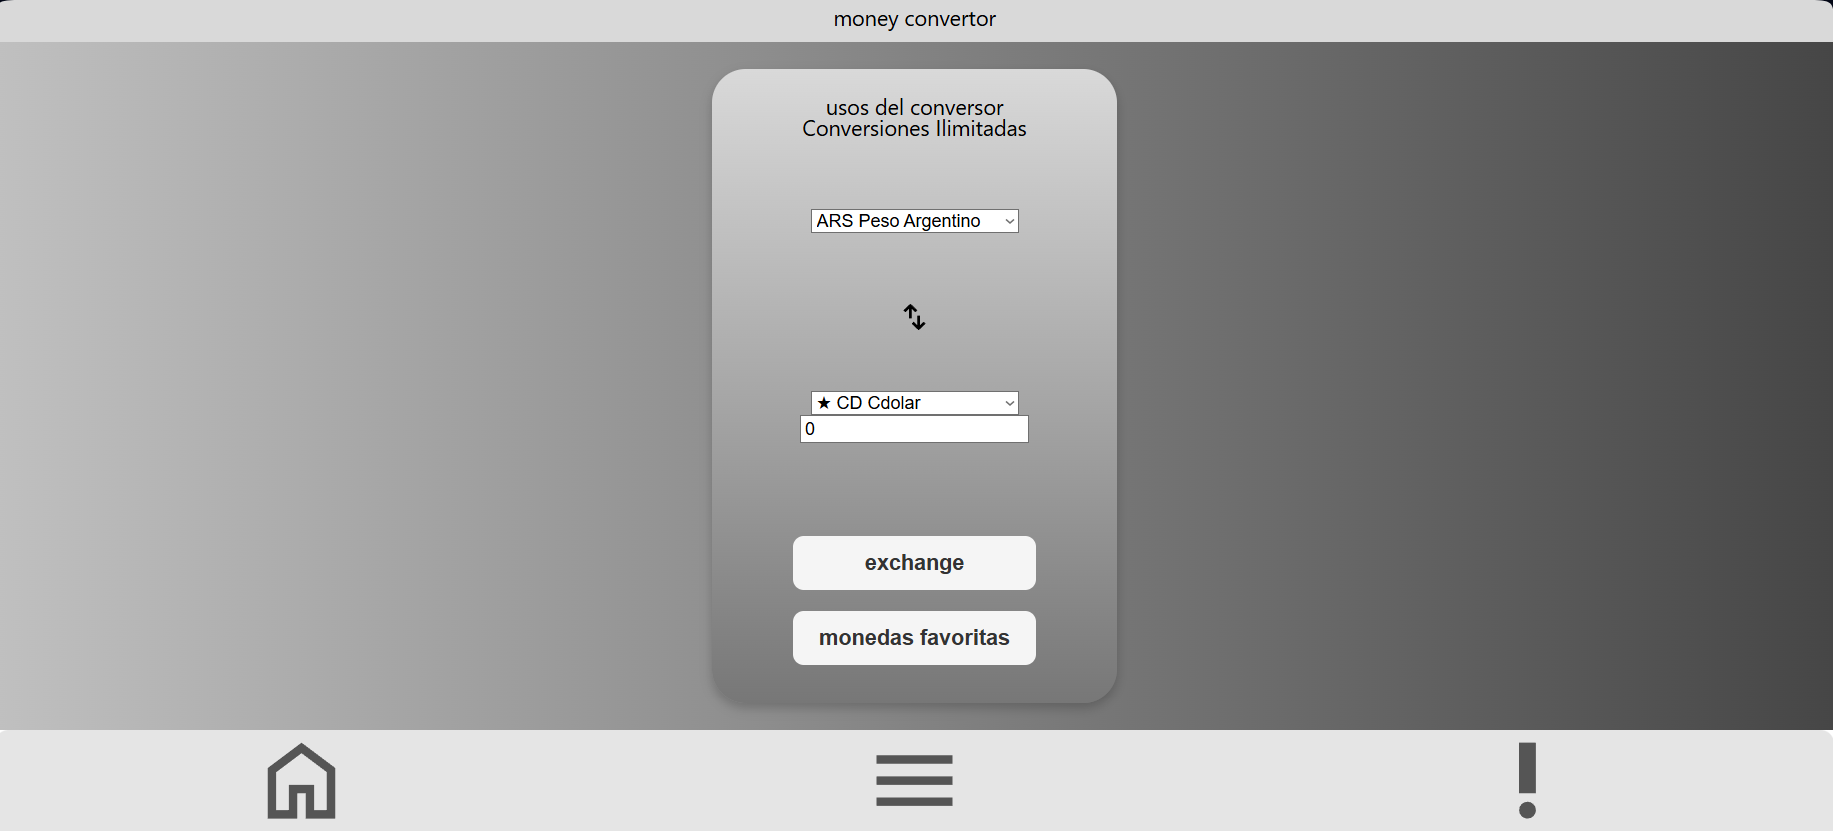 money convertor
usos del conversor
Conversiones Ilimitadas
ARS Peso Argentino
★ CD Cdolar
0
exchange
monedas favoritas